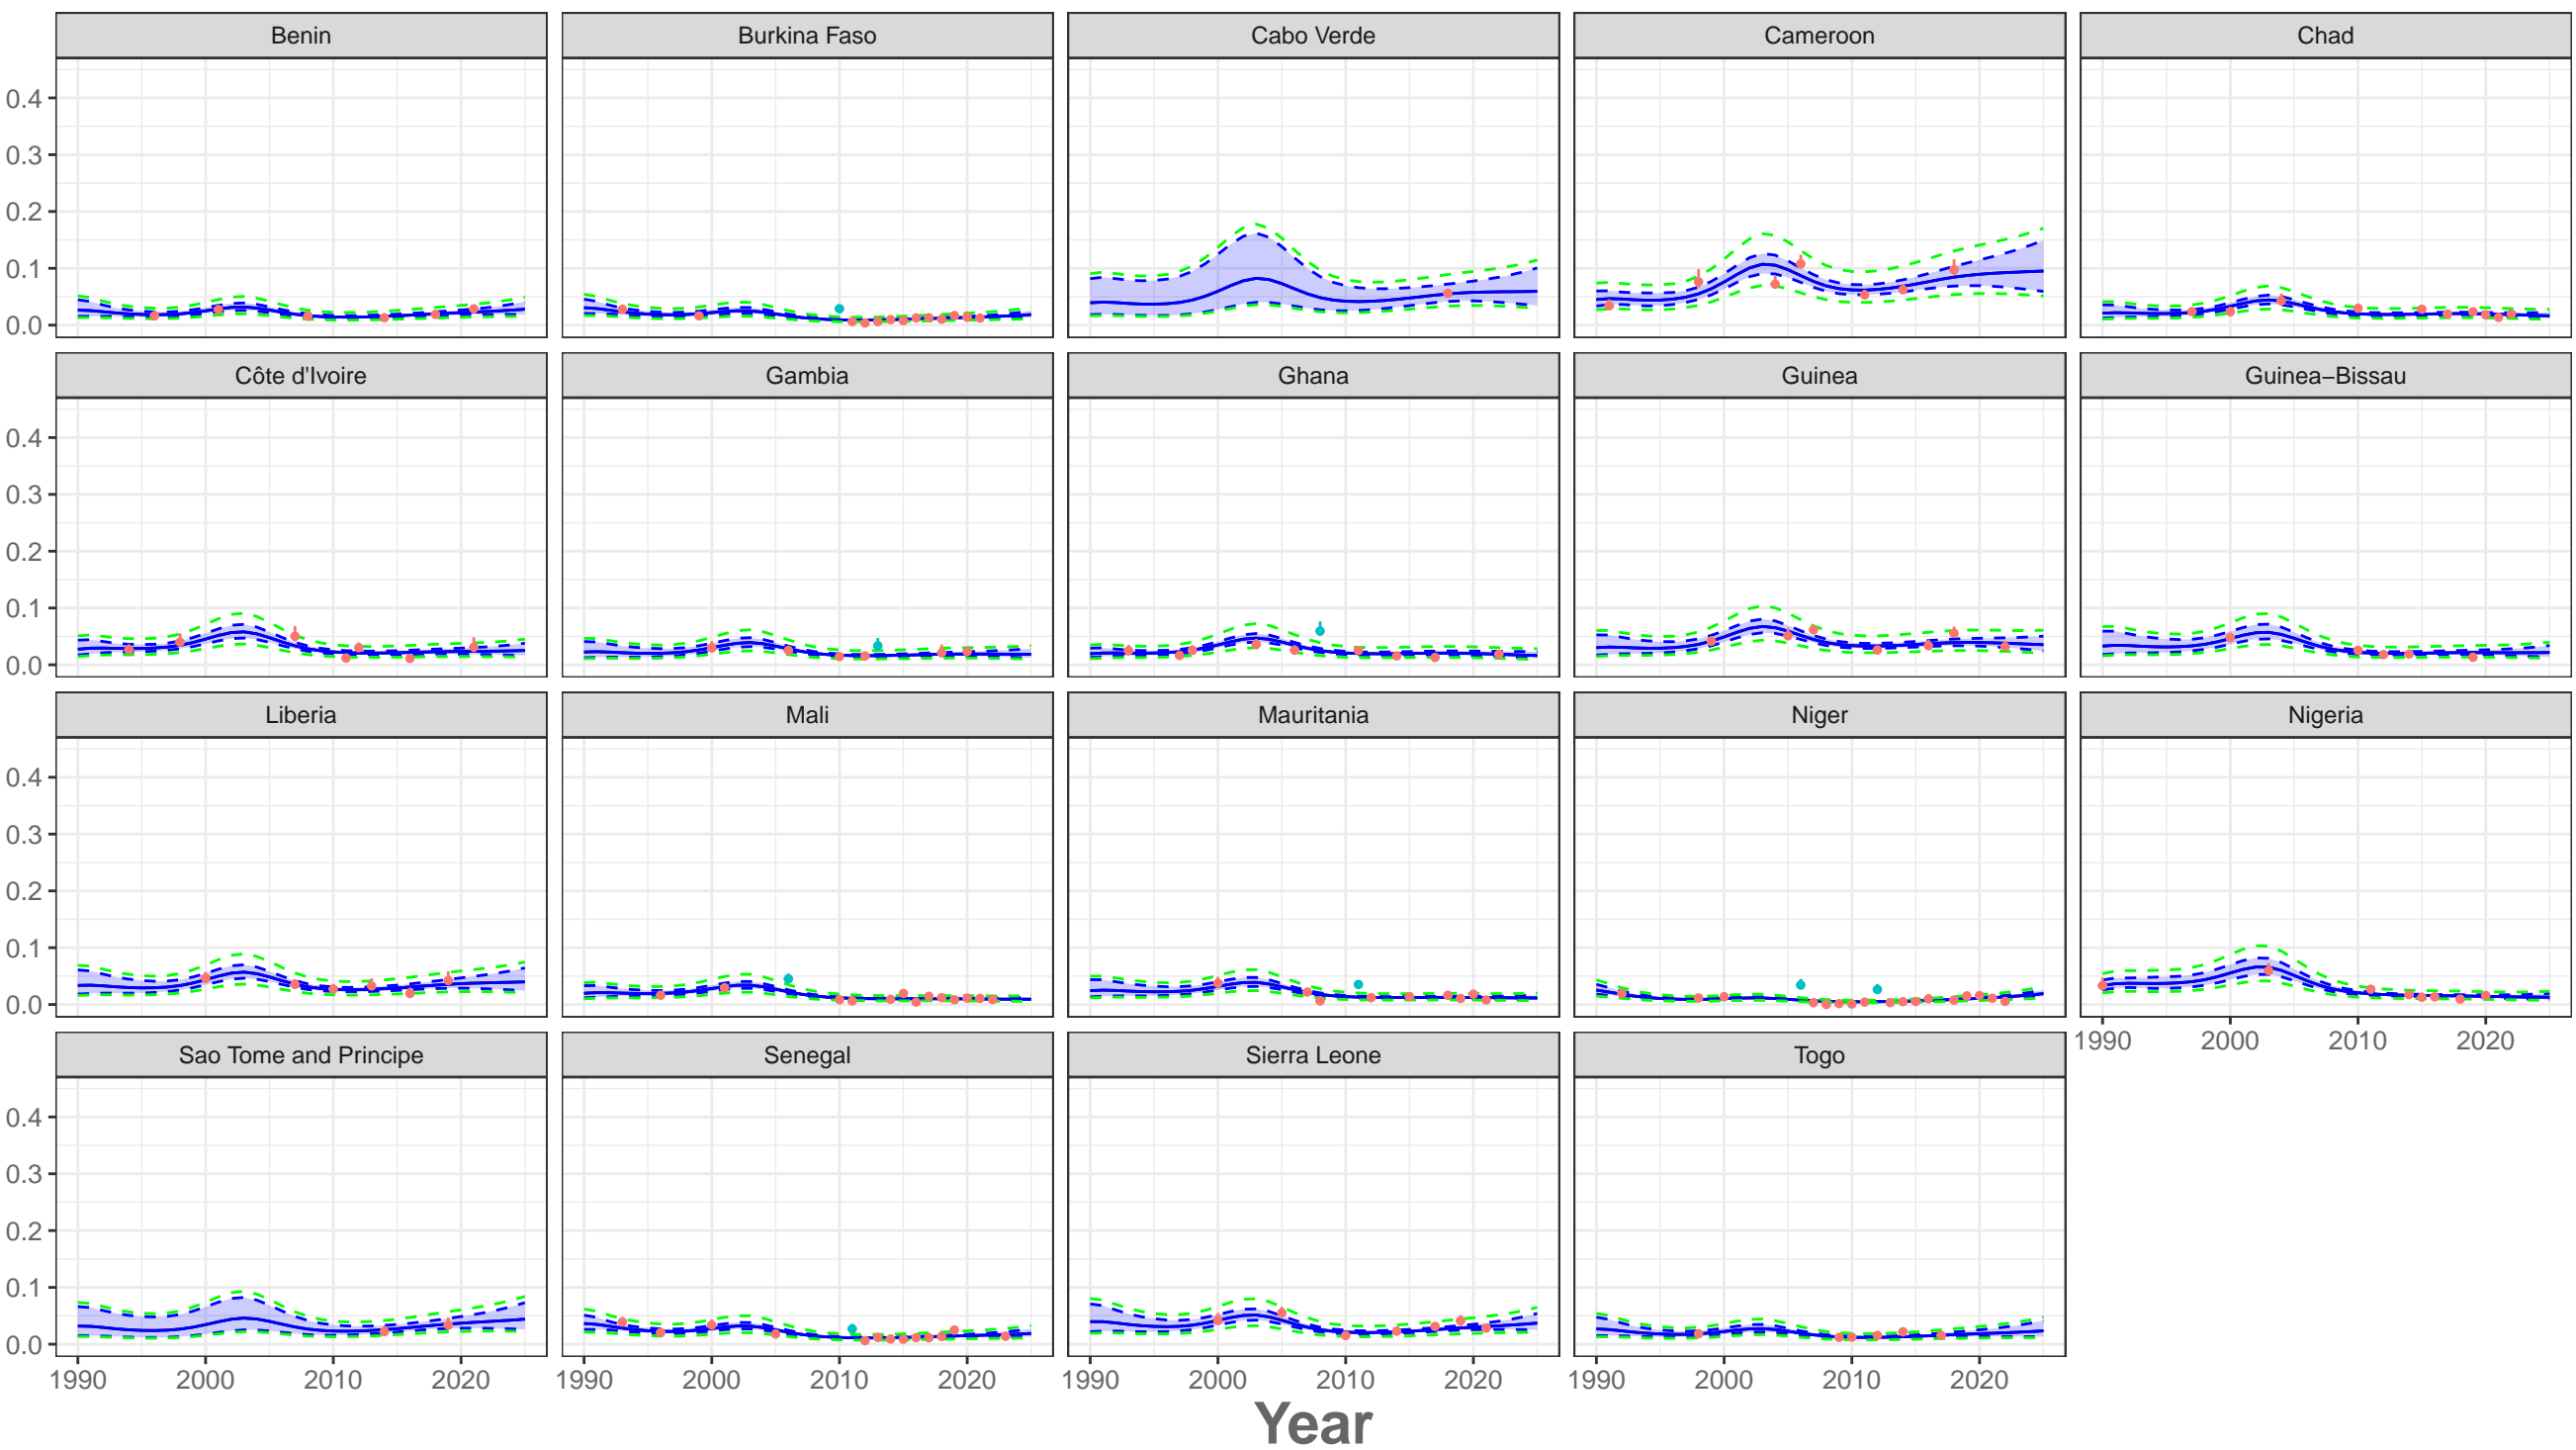 Benin Burkina Faso Cabo Verde Cameroon Chad
0.4
0.3
0.2
0.1
0.0
Côte d'Ivoire Gambia Ghana Guinea Guinea−Bissau
0.4
0.3
0.2
0.1
0.0
Liberia Mali Mauritania Niger Nigeria
0.4
0.3
0.2
0.1
0.0
1990 2000 2010 2020
Sao Tome and Principe Senegal Sierra Leone Togo
0.4
0.3
0.2
0.1
0.0
1990 2000 2010 2020 1990 2000 2010 2020 1990 2000 2010 2020 1990 2000 2010 2020
Year